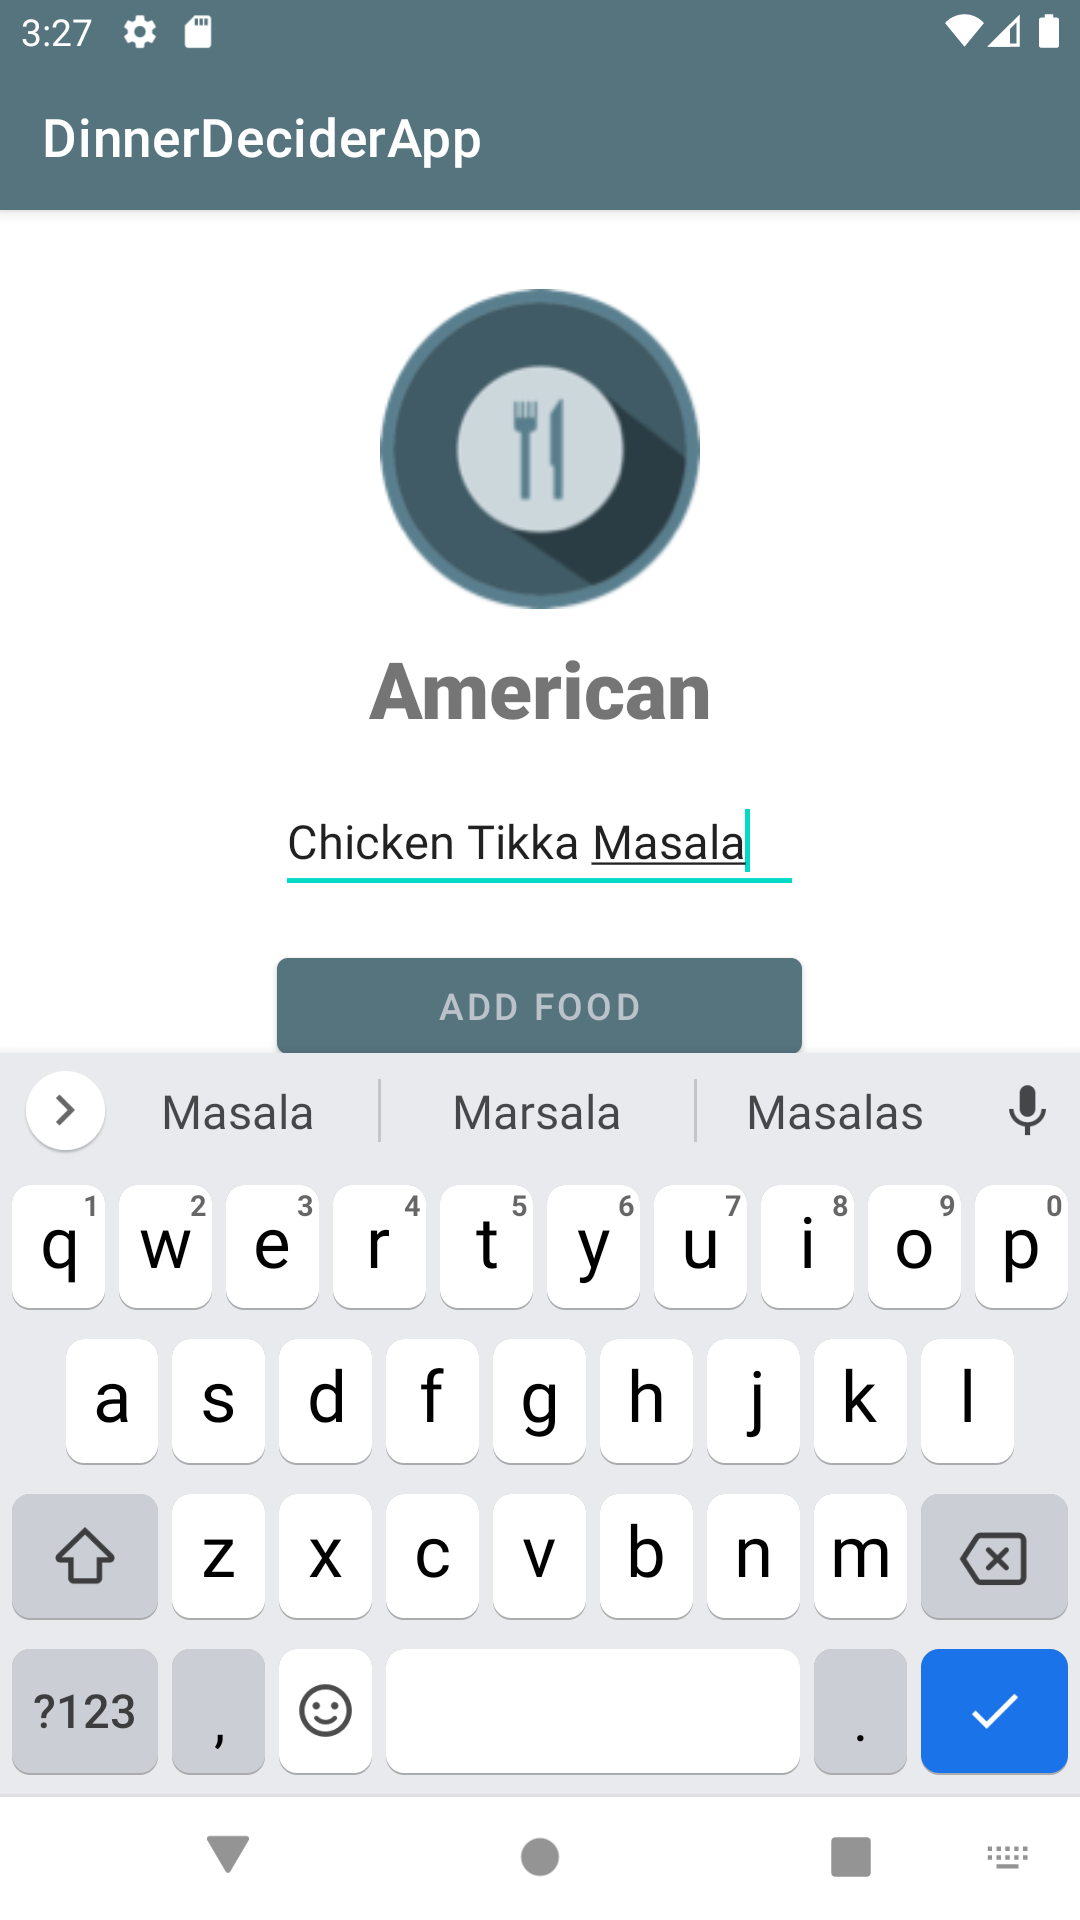 3:27
DinnerDeciderApp
American
Chicken Tikka Masala
ADD FOOD
Masala Marsala Masalas
1 2 3 4 5 6 7 8 9 0
q w e r t y u i o p
a s d f g h j k l
z x c v b n m
?123 , .